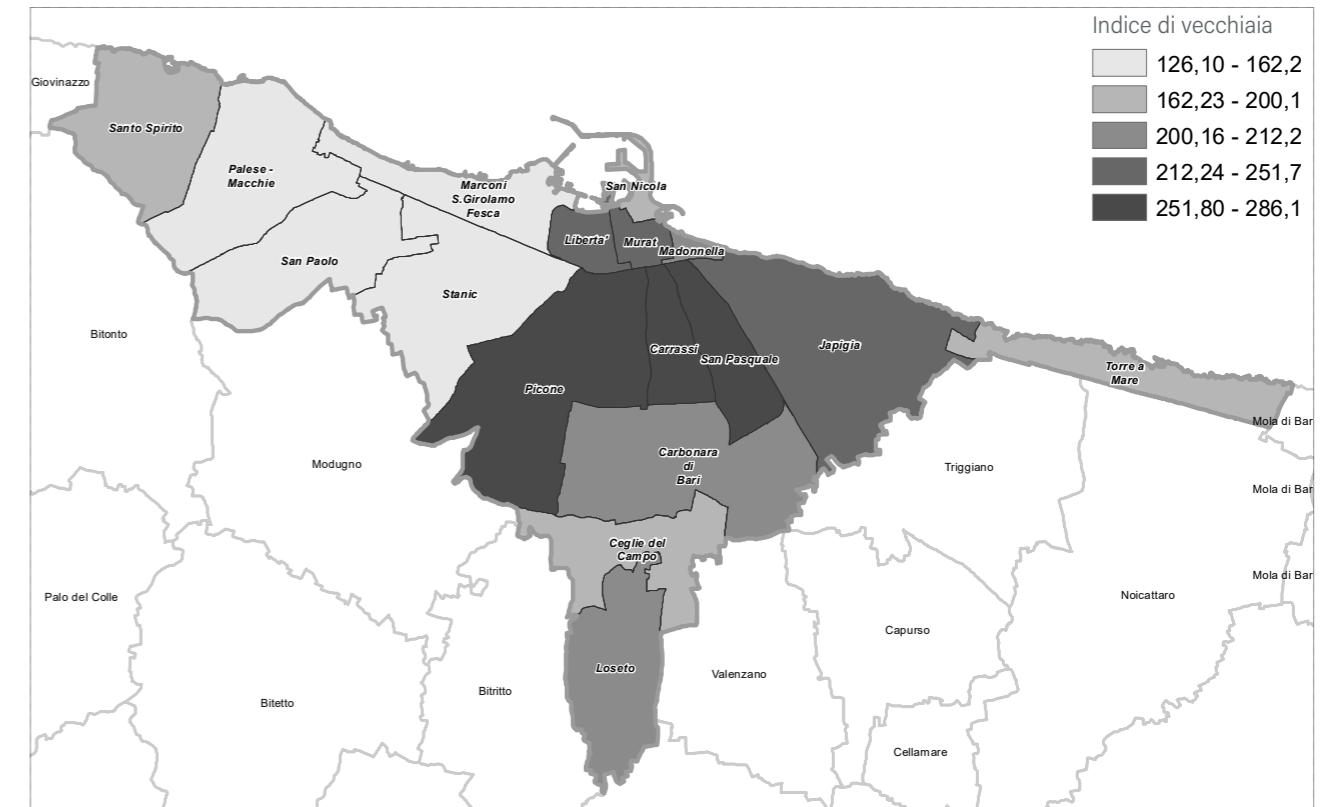 Indice di vecchiaia
126,10 - 162,2
162,23 - 200,1
200,16 - 212,2
212,24 - 251,7
251,80 - 286,1
Giovinazzo
Santo Spirito
Palese -
Macchie
Marconi
S.Girolamo
Fesca
San Nicola
Liberta'
Murat
Madonnella
San Paolo
Stanic
Bitonto
Japigia
Carrassi
San Pasquale
Picone
Torre a
Mare
Mola di Bar
Modugno
Carbonara
di
Bari
Triggiano
Mola di Bar
Ceglie del
Campo
Mola di Bar
Palo del Colle
Noicattaro
Capurso
Loseto
Valenzano
Bitritto
Bitetto
Cellamare